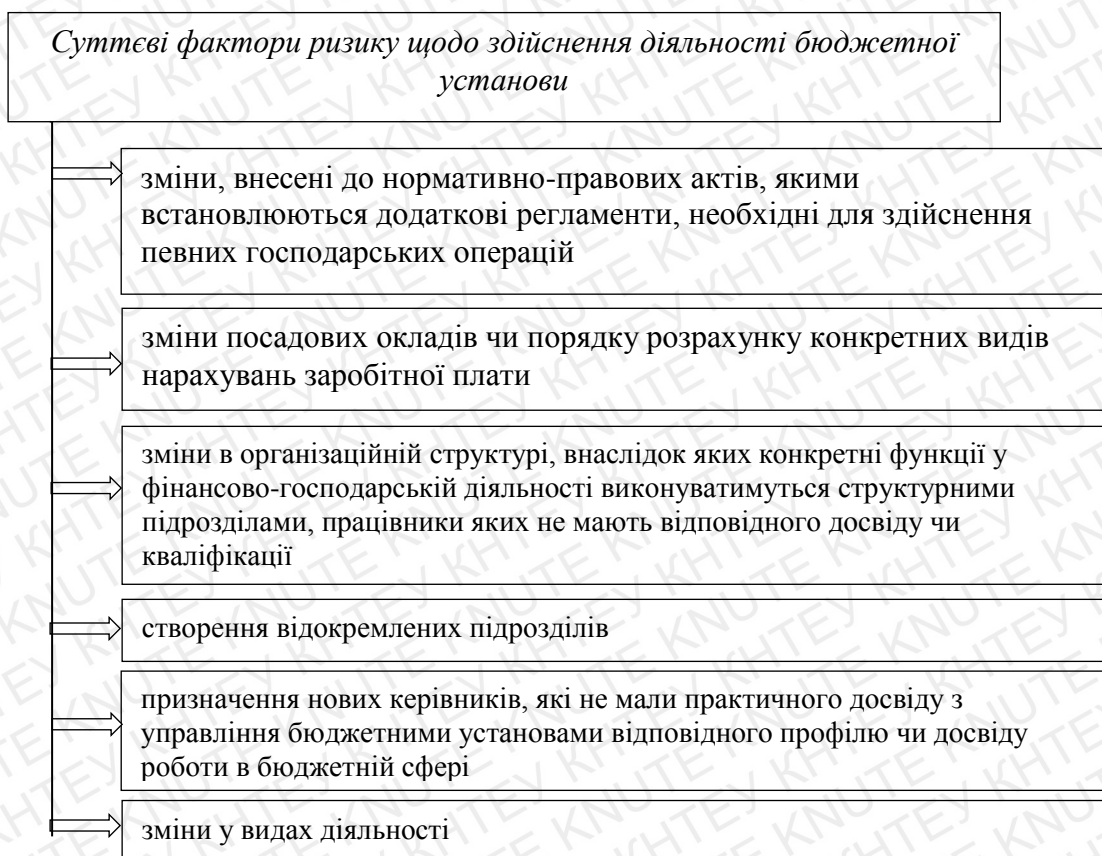 Суттєві фактори ризику щодо здійснення діяльності бюджетної
установи
зміни, внесені до нормативно-правових актів, якими
встановлюються додаткові регламенти, необхідні для здійснення
певних господарських операцій
зміни посадових окладів чи порядку розрахунку конкретних видів
нарахувань заробітної плати
зміни в організаційній структурі, внаслідок яких конкретні функції у
фінансово-господарській діяльності виконуватимуться структурними
підрозділами, працівники яких не мають відповідного досвіду чи
кваліфікації
створення відокремлених підрозділів
призначення нових керівників, які не мали практичного досвіду з
управління бюджетними установами відповідного профілю чи досвіду
роботи в бюджетній сфері
зміни у видах діяльності